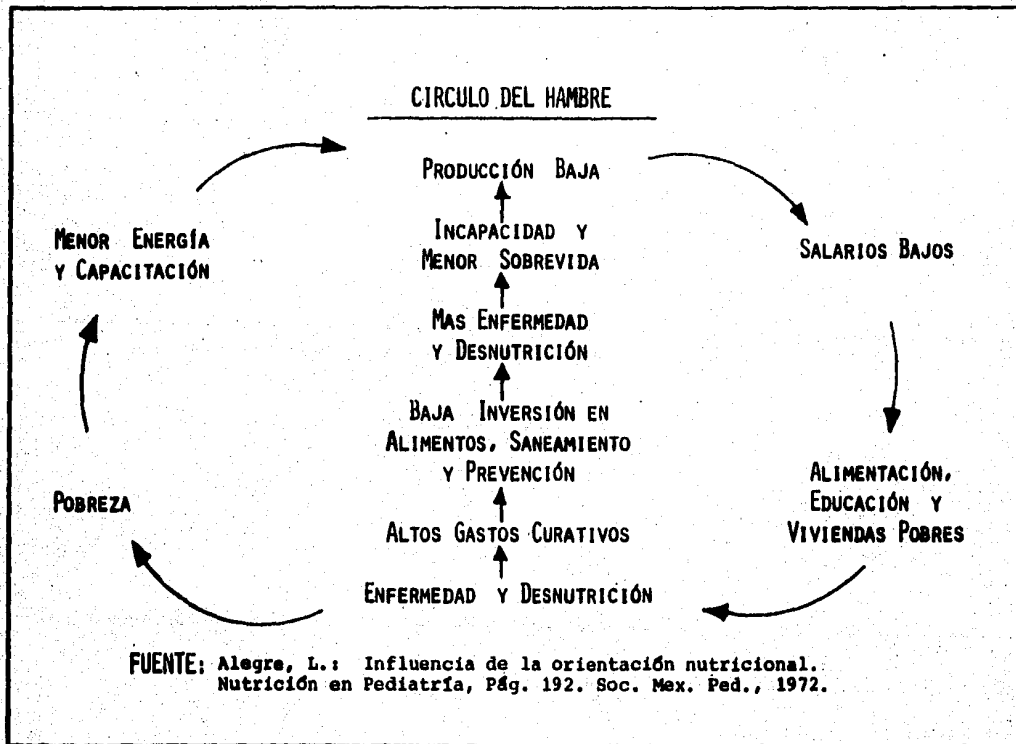 CIRCULO DEL HAMBRE
PRODUCCIÓN BAJA
INCAPACIDAD Y
MENOR SOBREVIDA
MAS ENFERMEDAD
Y DESNUTRICIÓN
BAJA INVERSIÓN EN
ALIMENTOS, SANEAMIENTO
Y PREVENCIÓN
ALTOS GASTOS CURATIVOS
ENFERMEDAD Y DESNUTRICIÓN
SALARIOS BAJOS
ALIMENTACIÓN,
EDUCACIÓN Y
VIVIENDAS POBRES
POBREZA
MENOR ENERGÍA
Y CAPACITACIÓN
FUENTE: Alegre, L.: Influencia de la orientación nutricional.
Nutrición en Pediatría, Pág. 192. Soc. Mex. Ped., 1972.